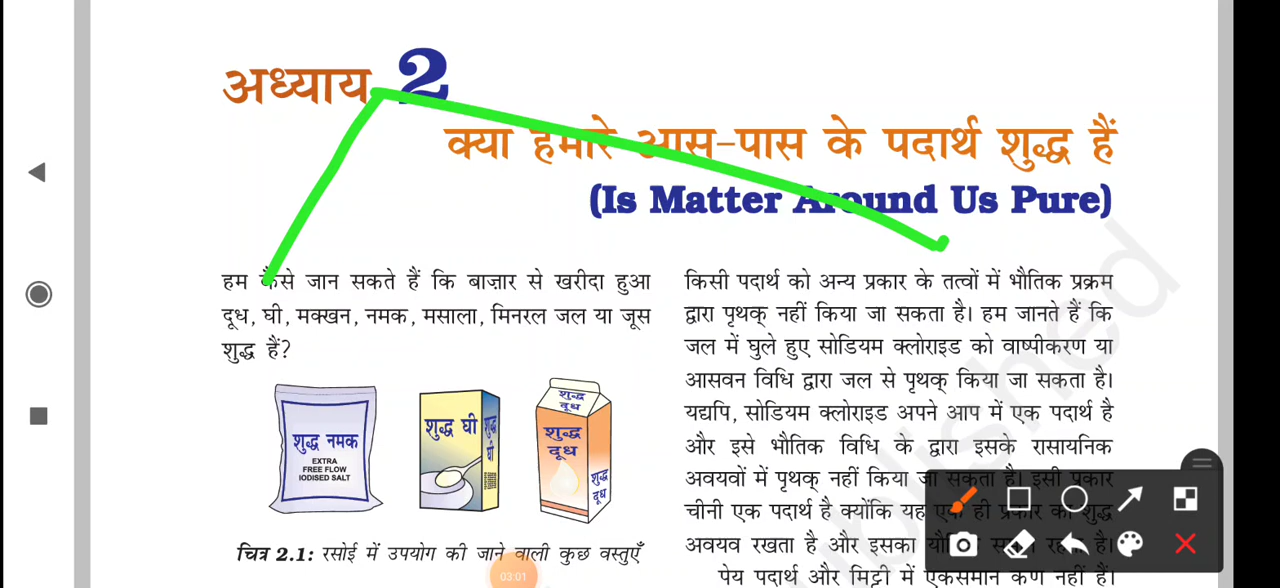 अध्याय 2
क्या हमारे आस-पास के पदार्थ शुद्ध हैं
(Is Matter Around Us Pure)
हम कैसे जान सकते हैं कि बाज़ार से खरीदा हुआ
दूध, घी, मक्खन, नमक, मसाला, मिनरल जल या जूस
शुद्ध हैं?
शुद्ध नमक
EXTRA
FREE FLOW
IODISED SALT
शुद्ध घी
शुद्ध
घी
शुद्ध
दूध
शुद्ध
दूध
शुद्ध
दूध
चित्र 2.1: रसोई में उपयोग की जाने वाली कुछ वस्तुएँ
किसी पदार्थ को अन्य प्रकार के तत्वों में भौतिक प्रक्रम
द्वारा पृथक् नहीं किया जा सकता है। हम जानते हैं कि
जल में घुले हुए सोडियम क्लोराइड को वाष्पीकरण या
आसवन विधि द्वारा जल से पृथक् किया जा सकता है।
यद्यपि, सोडियम क्लोराइड अपने आप में एक पदार्थ है
और इसे भौतिक विधि के द्वारा इसके रासायनिक
अवयवों में पृथक् नहीं किया जा सकता है। इसी प्रकार
चीनी एक पदार्थ है क्योंकि यह एक ही प्रकार का शुद्ध
अवयव रखता है और इसका रहता है।
पेय पदार्थ और मिट्टी में एकसमान कण नहीं हैं।
03:01
published